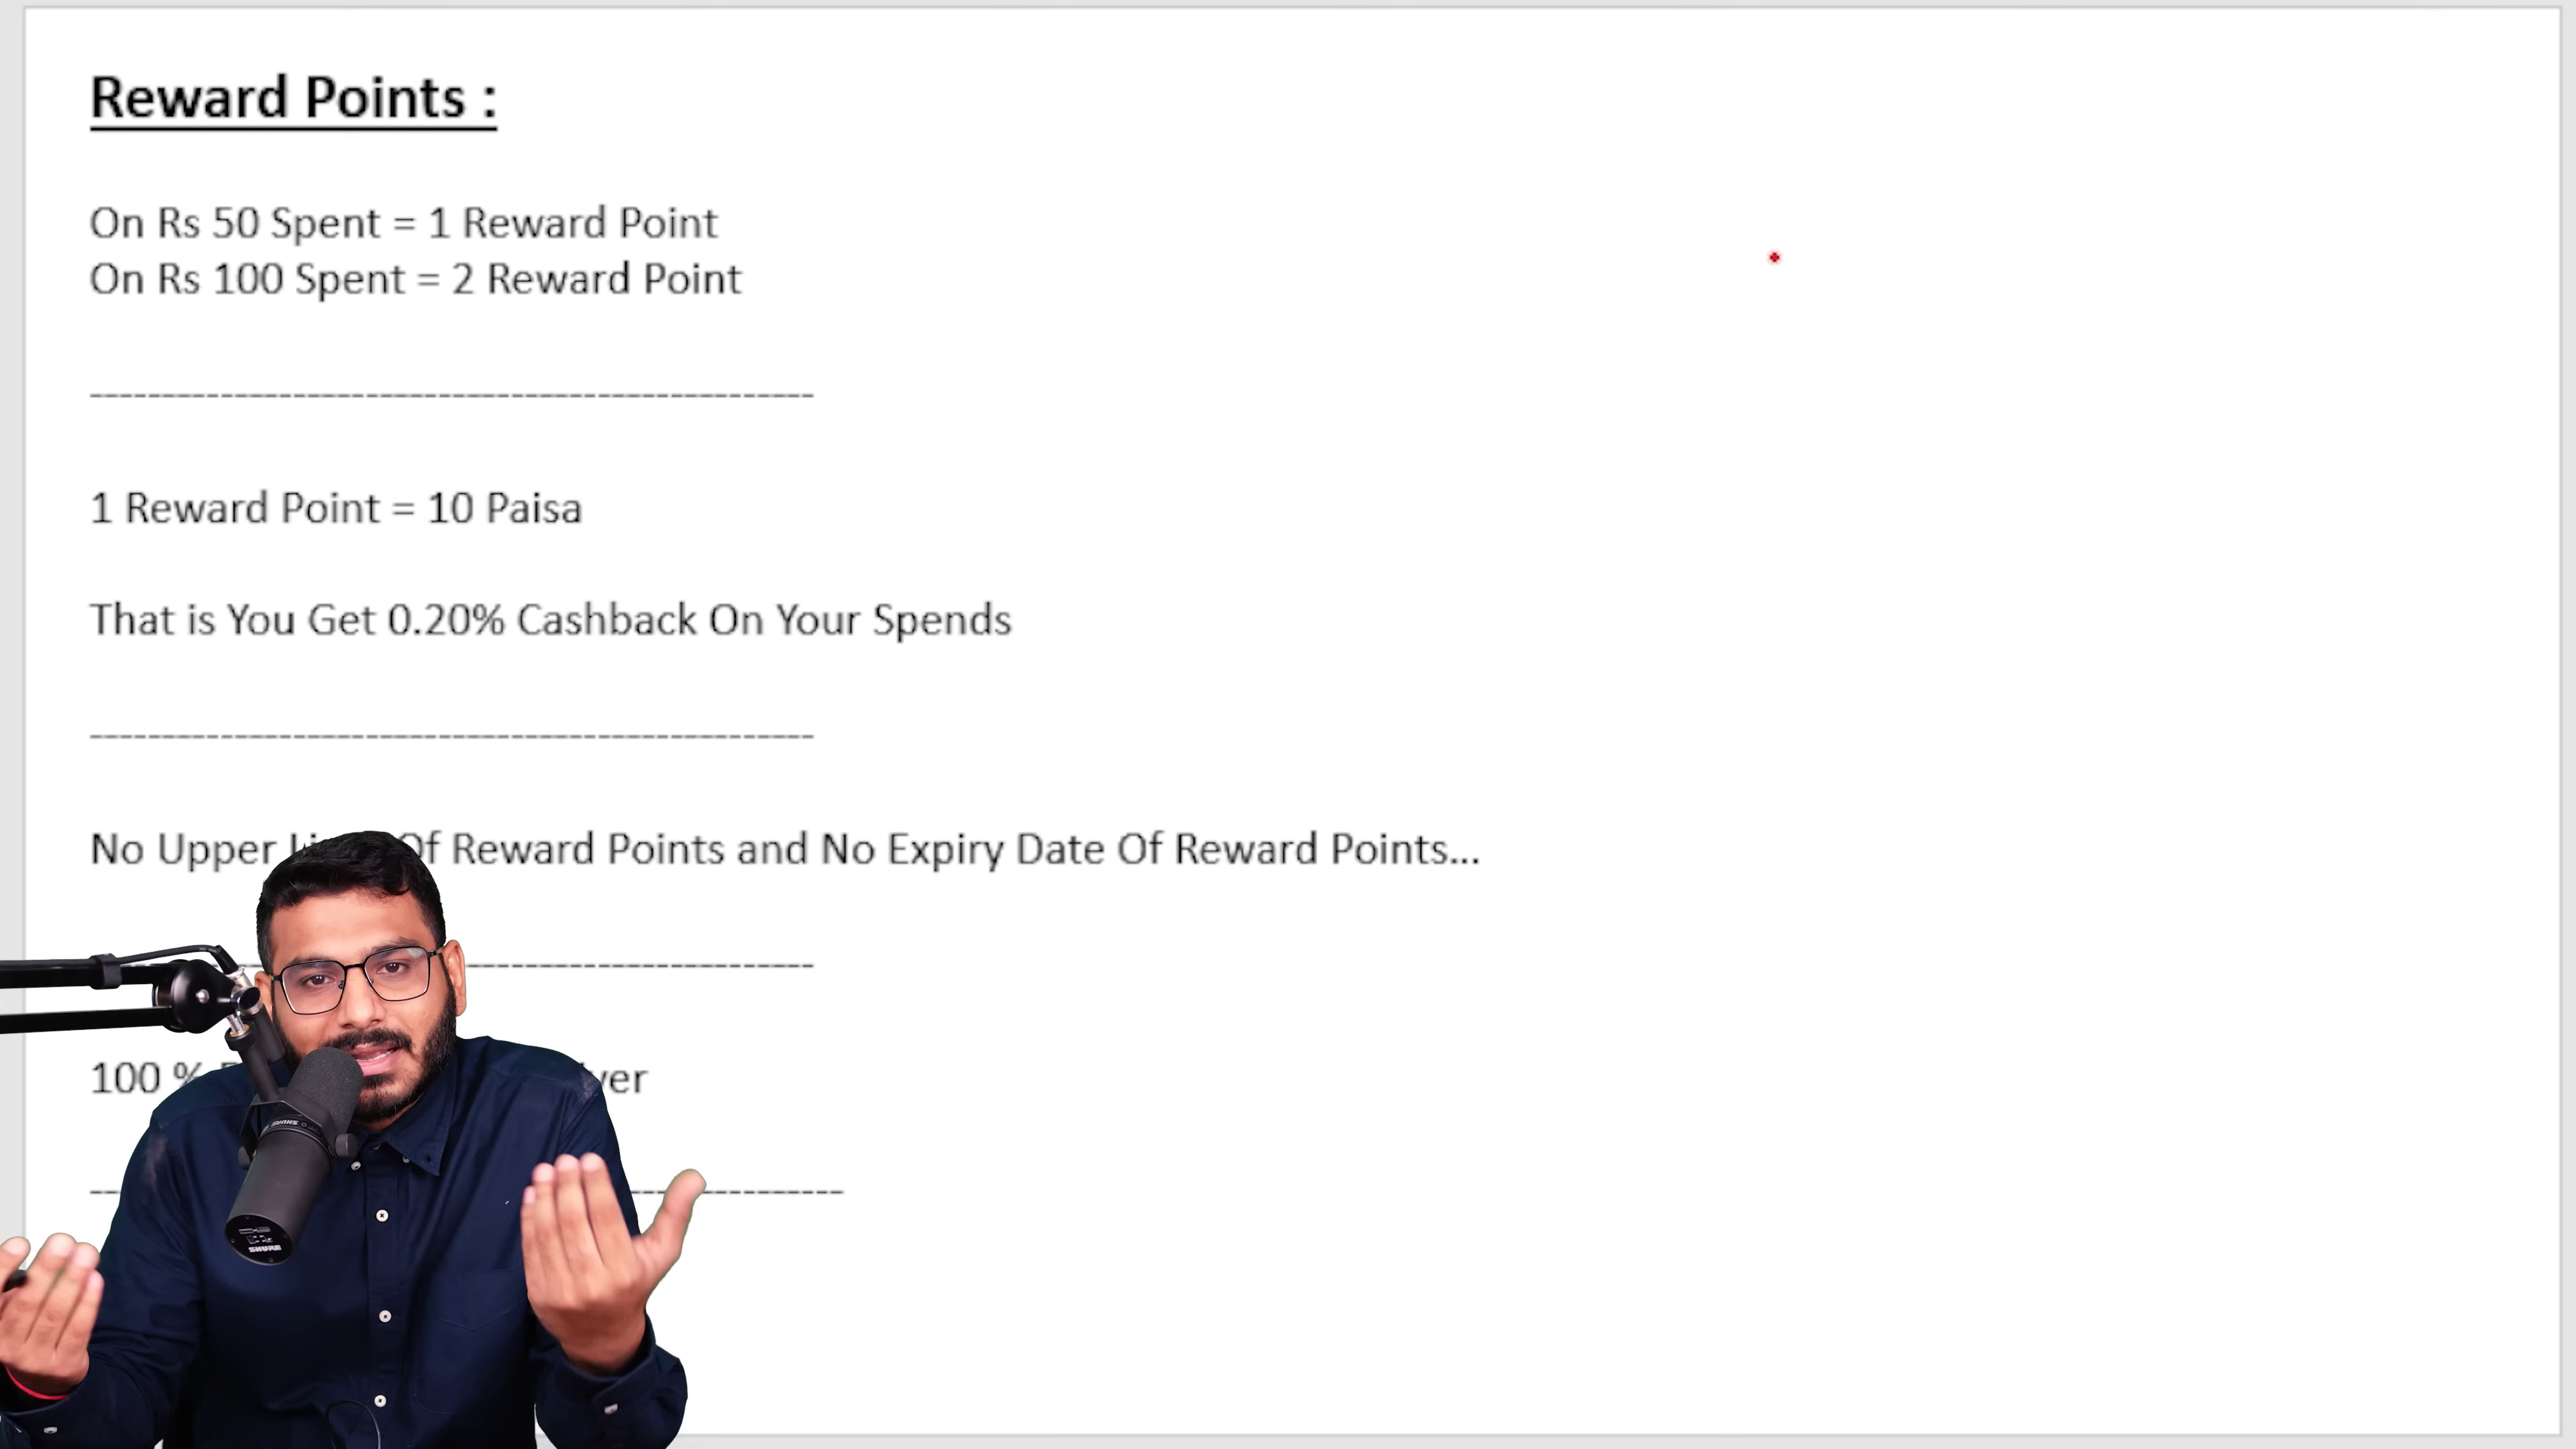 Reward Points :
On Rs 50 Spent = 1 Reward Point
On Rs 100 Spent = 2 Reward Point
--------------------------------------------------
1 Reward Point = 10 Paisa
That is You Get 0.20% Cashback On Your Spends
--------------------------------------------------
No Upper Of Reward Points and No Expiry Date Of Reward Points...
100 %
SHURE